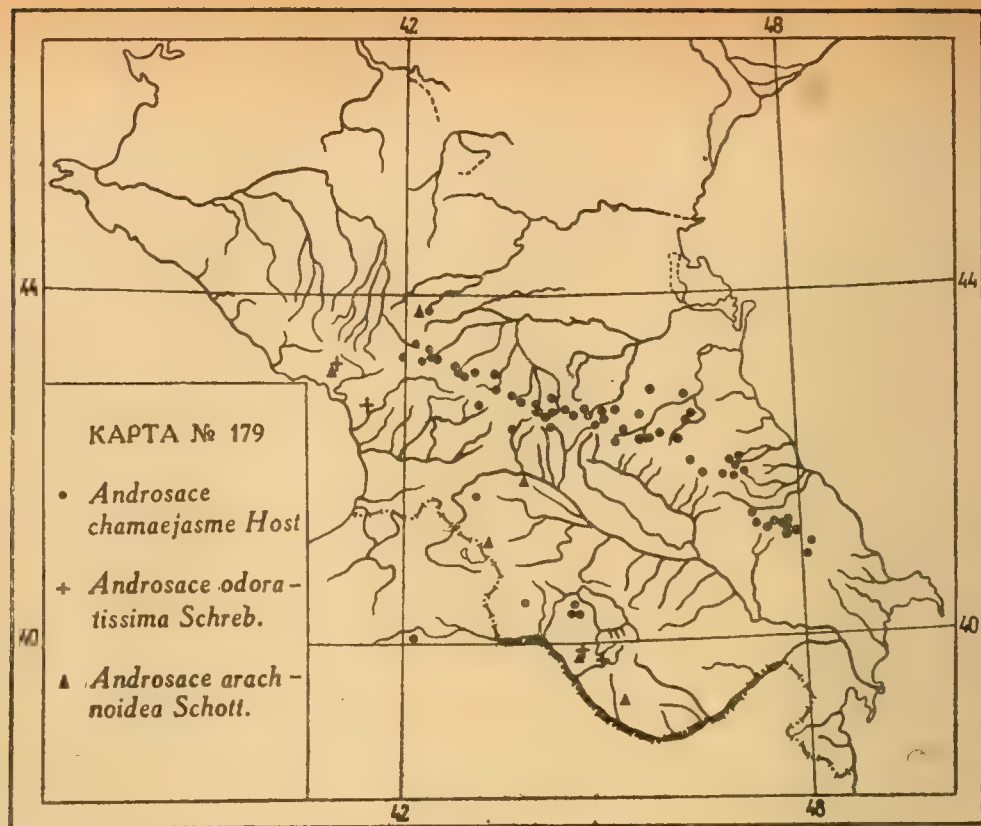 42 48
44 44
КАРТА № 179
• Androsace
chamaejasme Host
+ Androsace odora-
tissima Schreb.
▲ Androsace arach-
noidea Schott.
40 40
42 48